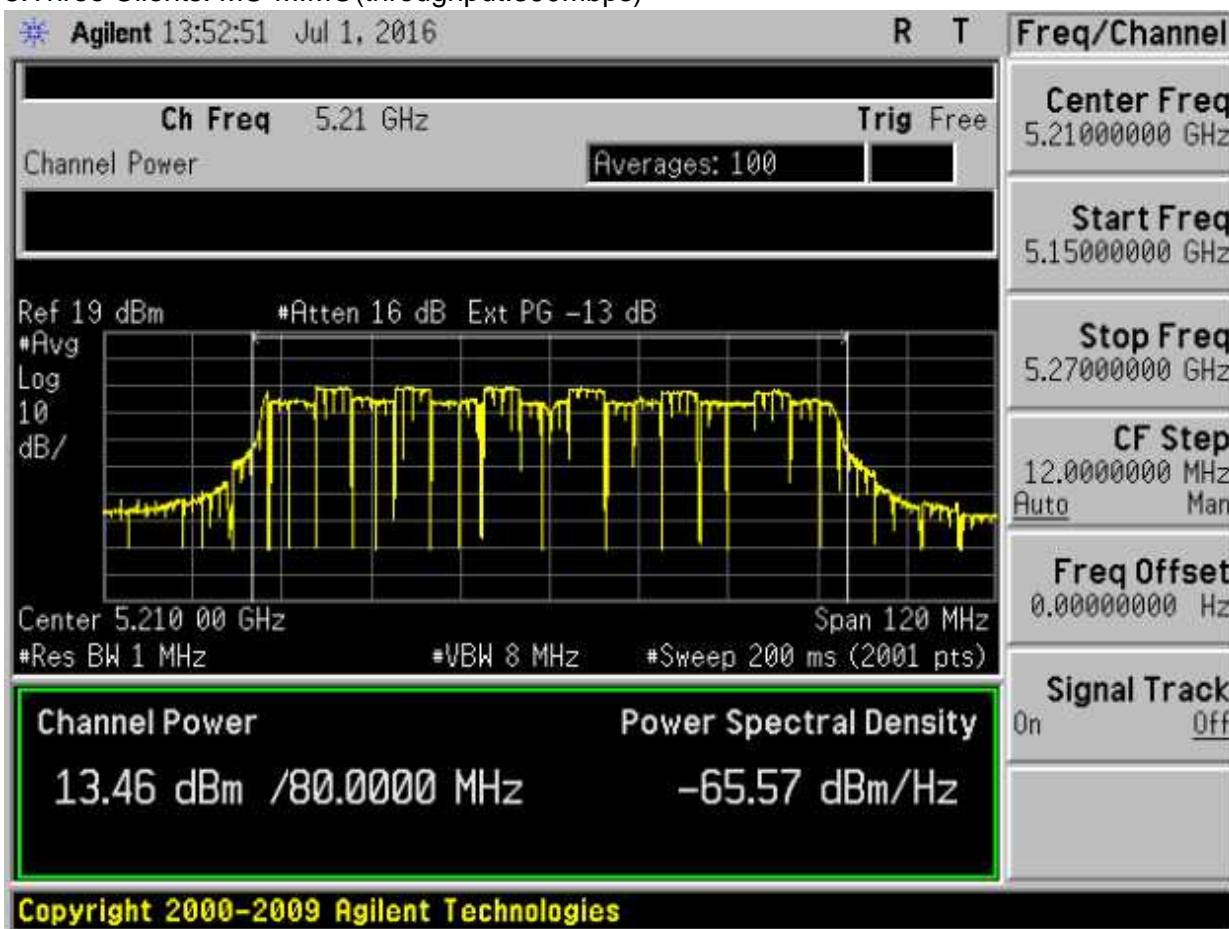 Agilent 13:52:51 Jul 1, 2016 R T
Freq/Channel
Ch Freq 5.21 GHz Trig Free
Channel Power Averages: 100
Center Freq
5.21000000 GHz
Start Freq
5.15000000 GHz
Stop Freq
5.27000000 GHz
CF Step
12.0000000 MHz
Auto Man
Freq Offset
0.00000000 Hz
Signal Track
On Off
Ref 19 dBm #Atten 16 dB Ext PG -13 dB
#Avg
Log
10
dB/
Center 5.210 00 GHz Span 120 MHz
#Res BW 1 MHz #VBW 8 MHz #Sweep 200 ms (2001 pts)
Channel Power Power Spectral Density
13.46 dBm /80.0000 MHz -65.57 dBm/Hz
Copyright 2000-2009 Agilent Technologies